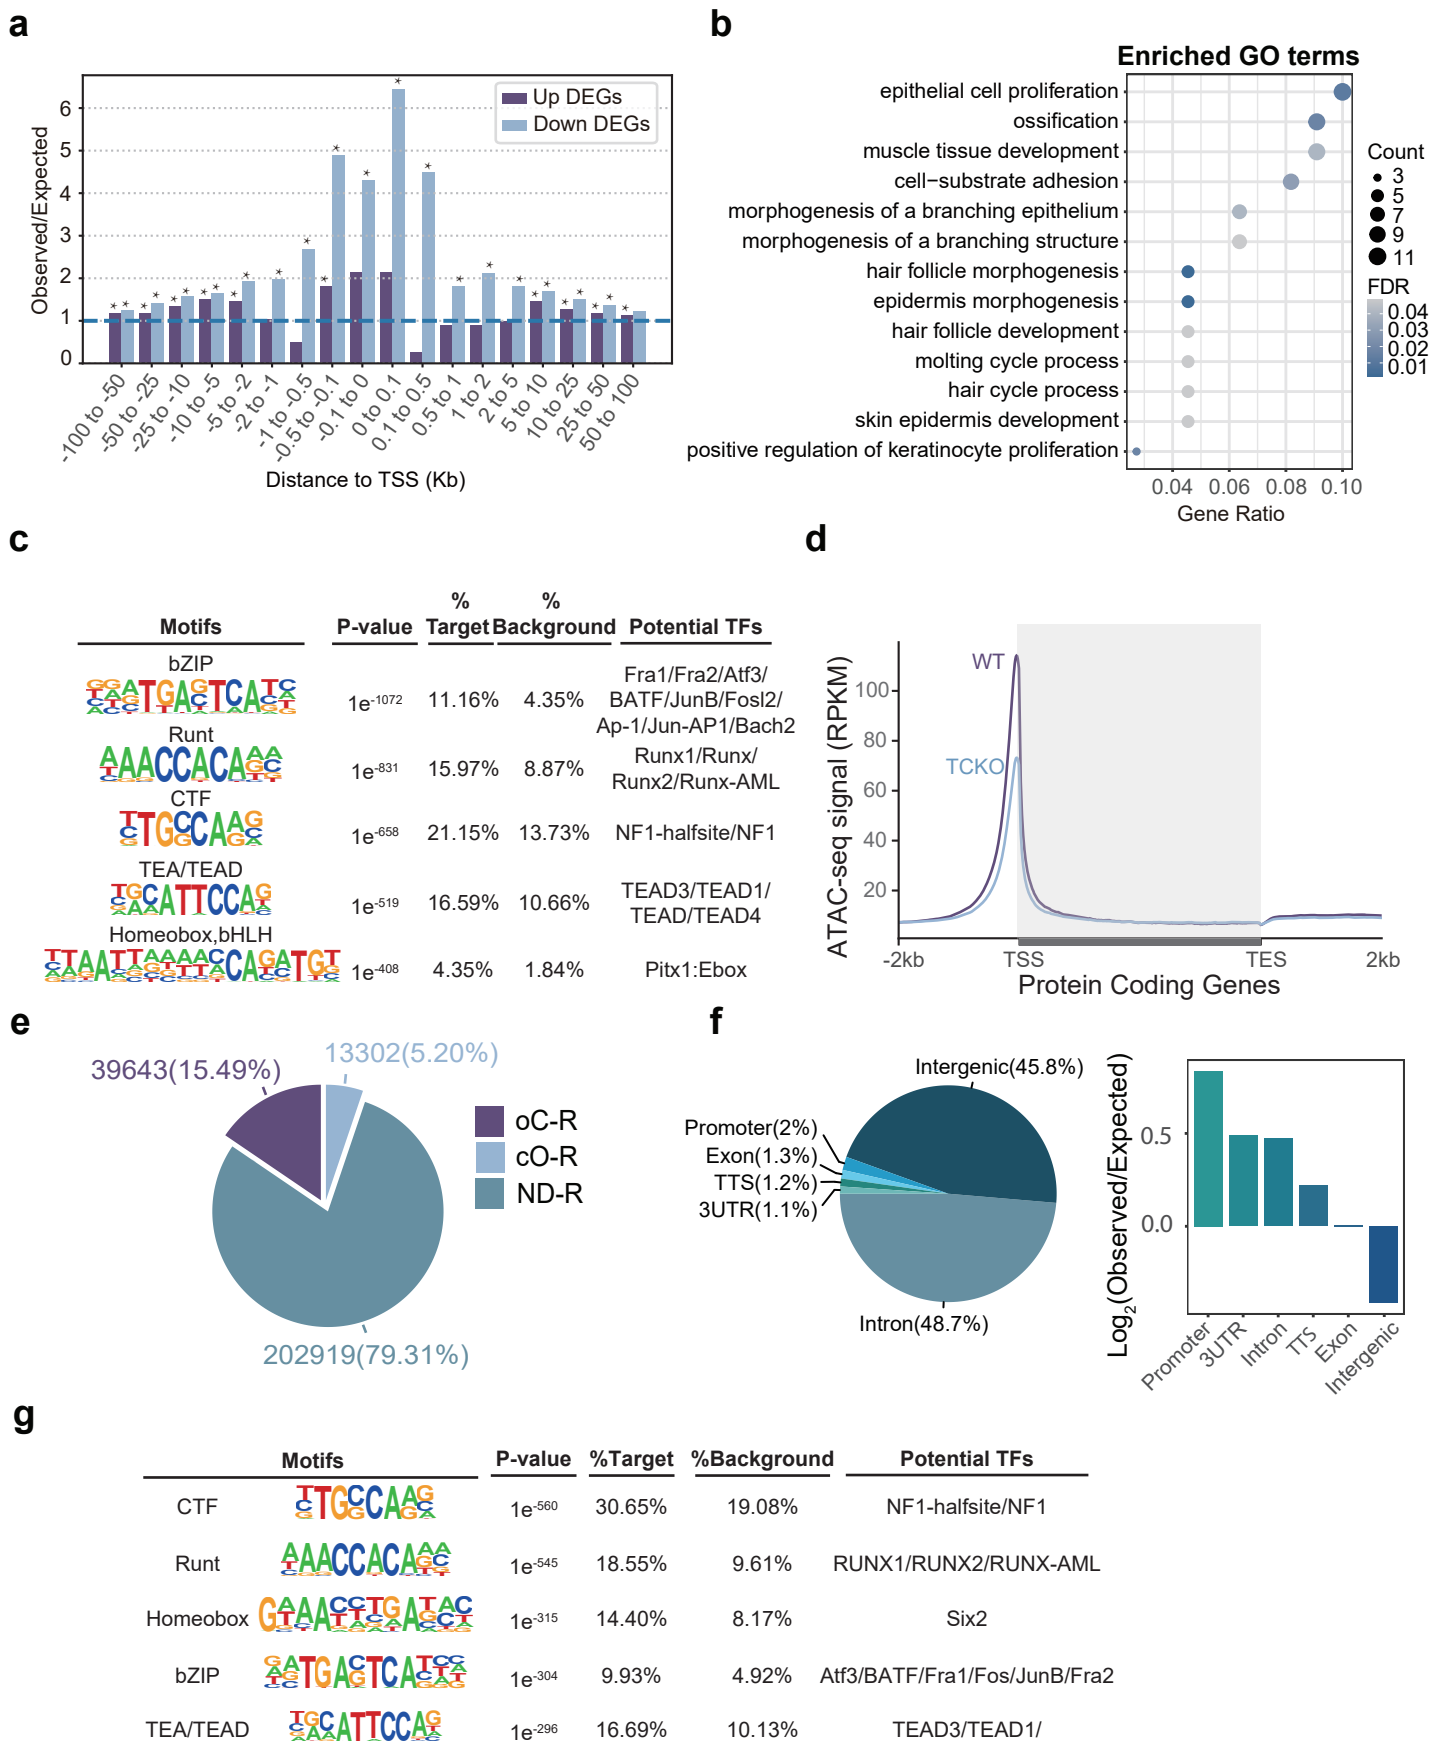 a
Observed/Expected
6
5
4
3
2
1
0
Up DEGs
Down DEGs
-100 to -50
-50 to -25
-25 to -10
-10 to -5
-5 to -2
-2 to -1
-1 to -0.5
-0.5 to -0.1
-0.1 to 0
0 to 0.1
0.1 to 0.5
0.5 to 1
1 to 2
2 to 5
5 to 10
10 to 25
25 to 50
50 to 100
Distance to TSS (Kb)
b
Enriched GO terms
epithelial cell proliferation
ossification
muscle tissue development
cell−substrate adhesion
morphogenesis of a branching epithelium
morphogenesis of a branching structure
hair follicle morphogenesis
epidermis morphogenesis
hair follicle development
molting cycle process
hair cycle process
skin epidermis development
positive regulation of keratinocyte proliferation
0.04 0.06 0.08 0.10
Gene Ratio
Count
3
5
7
9
11
FDR
0.04
0.03
0.02
0.01
c
Motifs P-value % Target % Background Potential TFs
bZIP
1e-1072 11.16% 4.35%
Fra1/Fra2/Atf3/
BATF/JunB/Fosl2/
Ap-1/Jun-AP1/Bach2
Runt
1e-831 15.97% 8.87%
Runx1/Runx/
Runx2/Runx-AML
CTF
1e-658 21.15% 13.73% NF1-halfsite/NF1
TEA/TEAD
1e-519 16.59% 10.66%
TEAD3/TEAD1/
TEAD/TEAD4
Homeobox,bHLH
1e-408 4.35% 1.84% Pitx1:Ebox
d
ATAC-seq signal (RPKM)
100
80
60
40
20
WT
TCKO
-2kb TSS TES 2kb
Protein Coding Genes
e
39643(15.49%)
13302(5.20%)
202919(79.31%)
oC-R
cO-R
ND-R
f
Intergenic(45.8%)
Promoter(2%)
Exon(1.3%)
TTS(1.2%)
3UTR(1.1%)
Intron(48.7%)
Log2(Observed/Expected)
0.5
0.0
Promoter
3UTR
Intron
TTS
Exon
Intergenic
g
Motifs P-value %Target %Background Potential TFs
CTF 1e-560 30.65% 19.08% NF1-halfsite/NF1
Runt 1e-545 18.55% 9.61% RUNX1/RUNX2/RUNX-AML
Homeobox 1e-315 14.40% 8.17% Six2
bZIP 1e-304 9.93% 4.92% Atf3/BATF/Fra1/Fos/JunB/Fra2
TEA/TEAD 1e-296 16.69% 10.13% TEAD3/TEAD1/